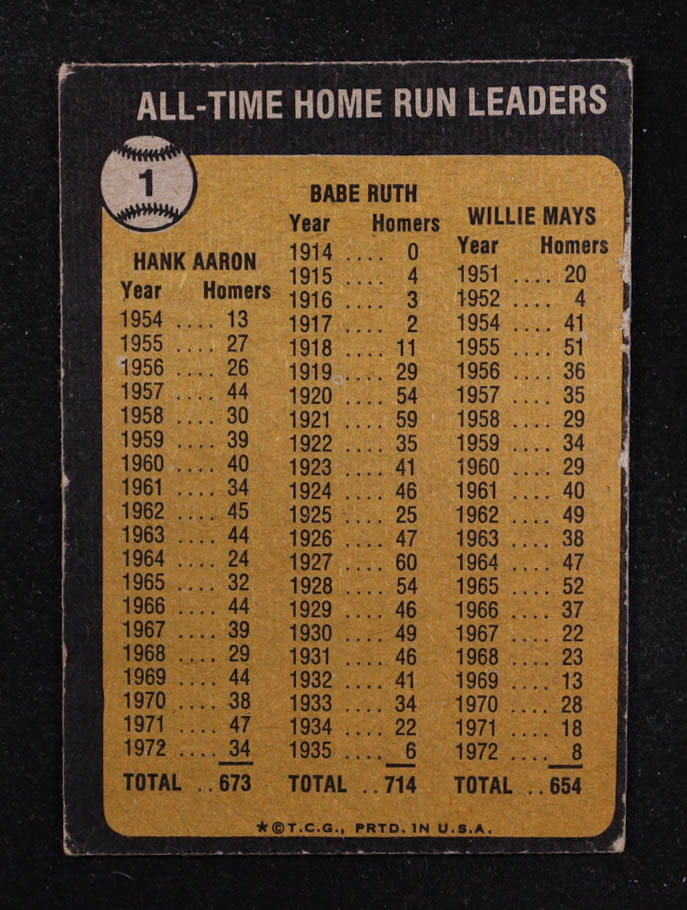 ALL-TIME HOME RUN LEADERS
1
HANK AARON
Year Homers
1954 .... 13
1955 .... 27
1956 .... 26
1957 .... 44
1958 .... 30
1959 .... 39
1960 .... 40
1961 .... 34
1962 .... 45
1963 .... 44
1964 .... 24
1965 .... 32
1966 .... 44
1967 .... 39
1968 .... 29
1969 .... 44
1970 .... 38
1971 .... 47
1972 .... 34
TOTAL .. 673
BABE RUTH
Year Homers
1914 .... 0
1915 .... 4
1916 .... 3
1917 .... 2
1918 .... 11
1919 .... 29
1920 .... 54
1921 .... 59
1922 .... 35
1923 .... 41
1924 .... 46
1925 .... 25
1926 .... 47
1927 .... 60
1928 .... 54
1929 .... 46
1930 .... 49
1931 .... 46
1932 .... 41
1933 .... 34
1934 .... 22
1935 .... 6
TOTAL .. 714
WILLIE MAYS
Year Homers
1951 .... 20
1952 .... 4
1954 .... 41
1955 .... 51
1956 .... 36
1957 .... 35
1958 .... 29
1959 .... 34
1960 .... 29
1961 .... 40
1962 .... 49
1963 .... 38
1964 .... 47
1965 .... 52
1966 .... 37
1967 .... 22
1968 .... 23
1969 .... 13
1970 .... 28
1971 .... 18
1972 .... 8
TOTAL .. 654
*©T.C.G., PRTD. IN U.S.A.